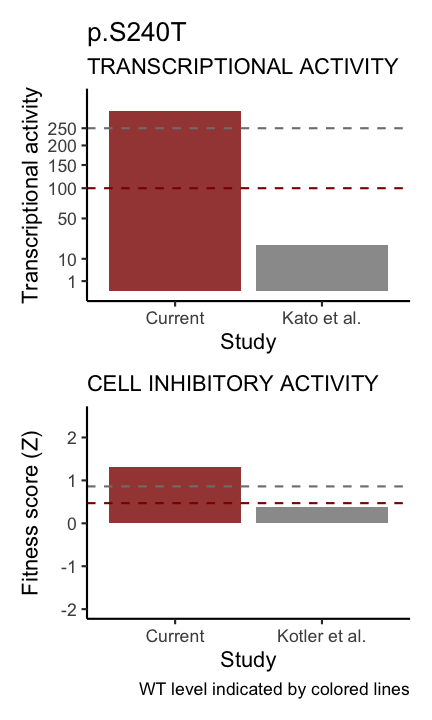 p.S240T
TRANSCRIPTIONAL ACTIVITY
Transcriptional activity
250
200
150
100
50
10
1
Current
Kato et al.
Study
CELL INHIBITORY ACTIVITY
Fitness score (Z)
2
1
0
-1
-2
Current
Kotler et al.
Study
WT level indicated by colored lines